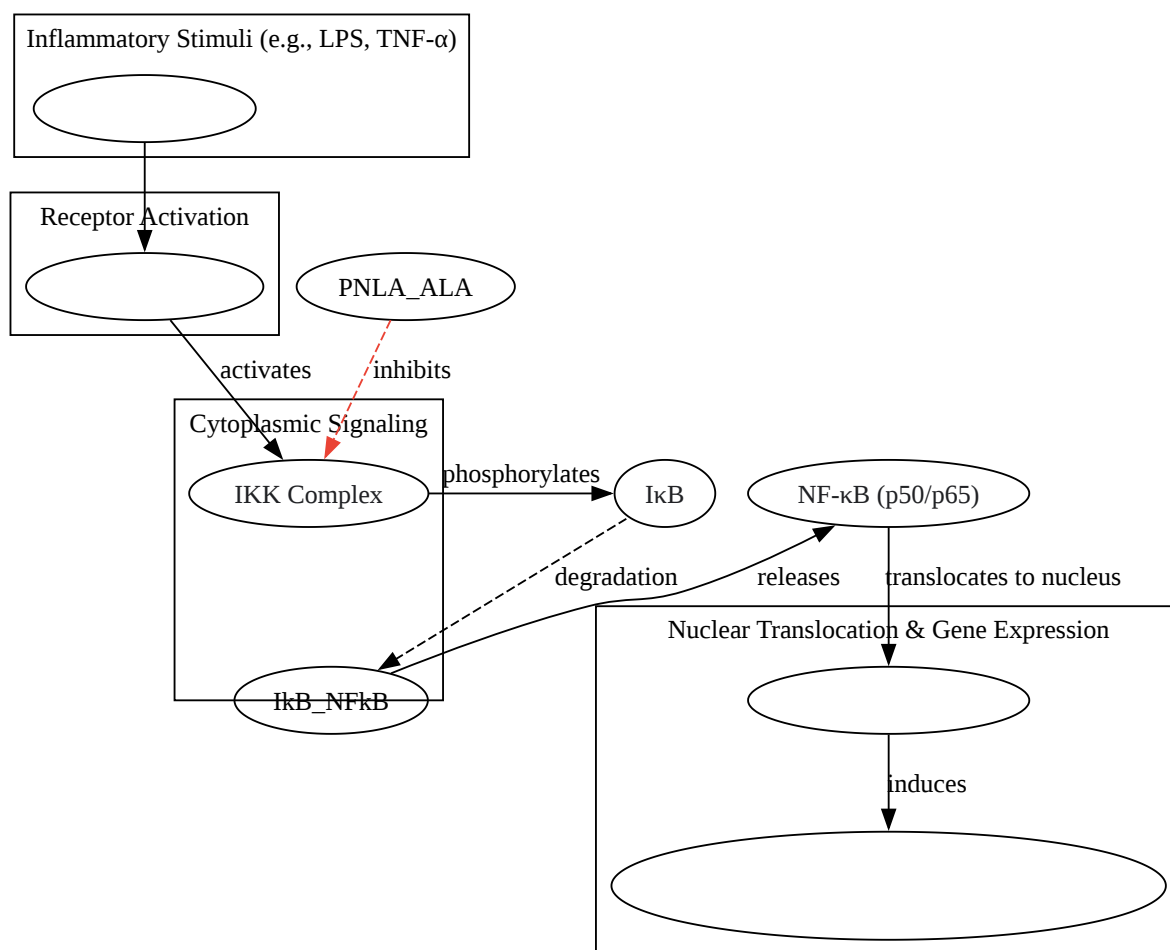 Inflammatory Stimuli (e.g., LPS, TNF-α)
Receptor Activation
PNLA_ALA
activates
inhibits
Cytoplasmic Signaling
IKK Complex
phosphorylates
IκB
NF-κB (p50/p65)
degradation
releases
translocates to nucleus
Nuclear Translocation & Gene Expression
IkB_NFkB
induces